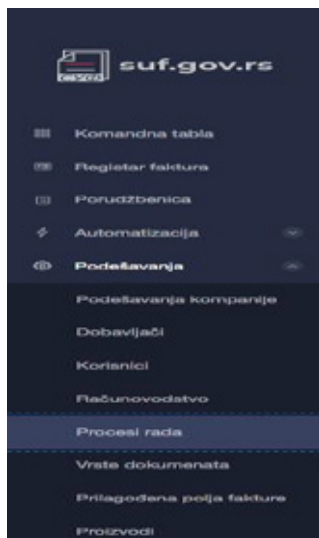 suf.gov.rs
Komandna tabla
Registar faktura
Porudžbenica
Automatizacija
Podešavanja
Podešavanja kompanije
Dobavljači
Korisnici
Računovodstvo
Procesi rada
Vrste dokumenata
Prilagođena polja fakture
Proizvodi